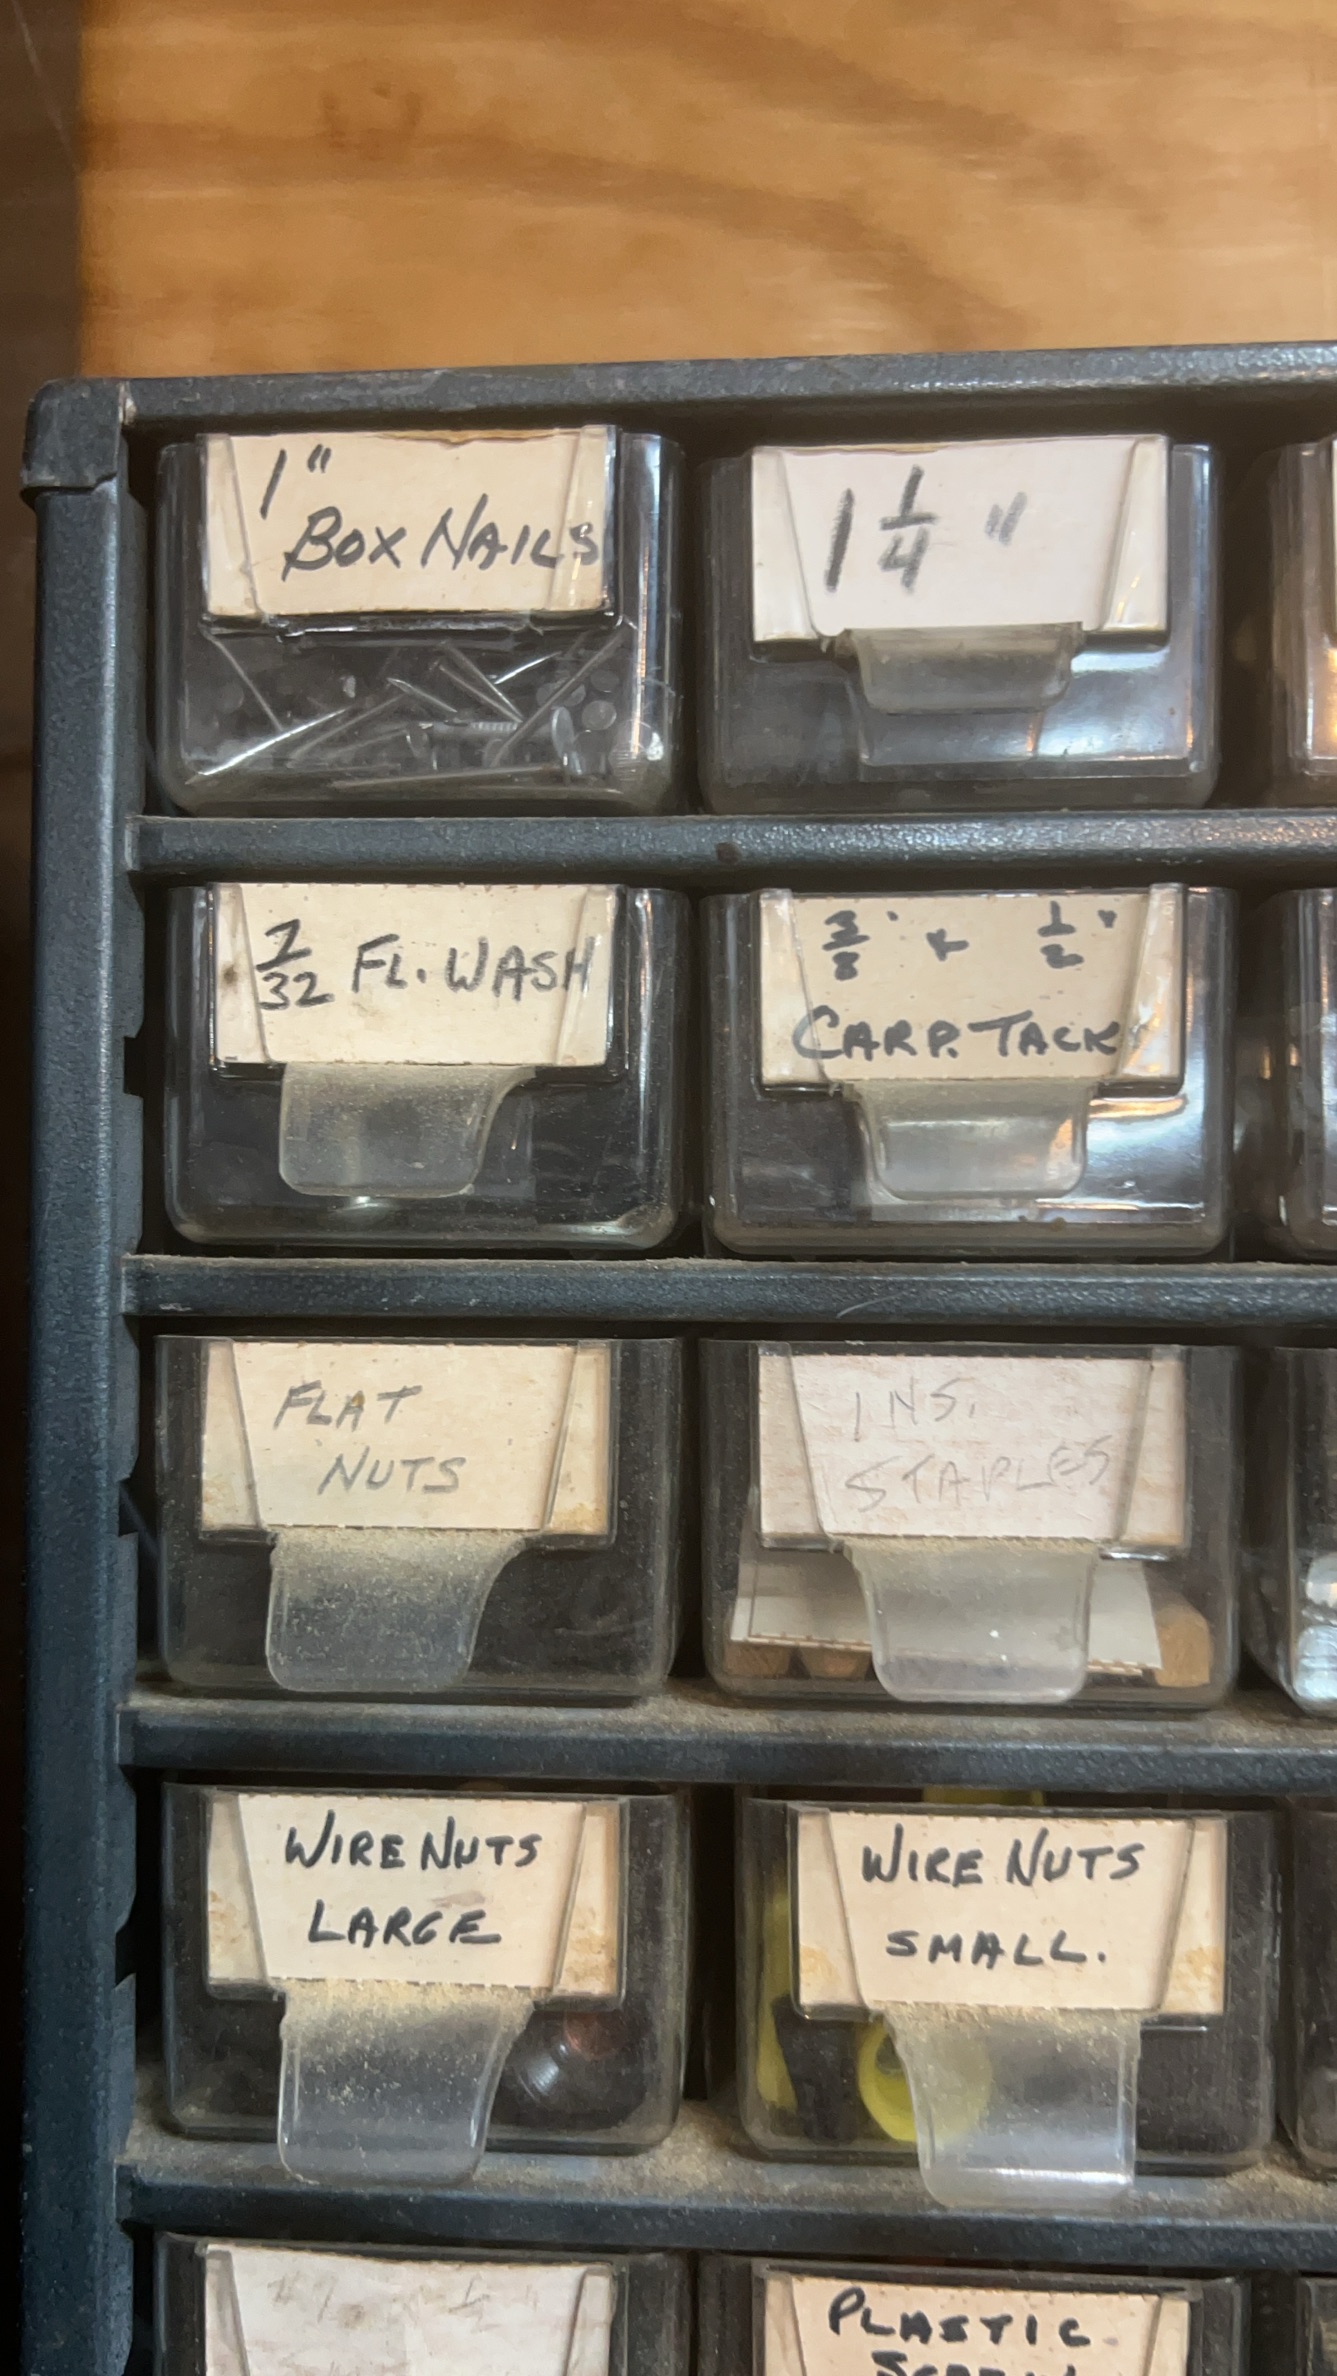 1"
BOX NAILS
1 1/4 "
7/32 FL. WASH
3/8" + 1/2"
CARP. TACK
FLAT
NUTS
INS.
STAPLES
WIRE NUTS
LARGE
WIRE NUTS
SMALL.
PLASTIC